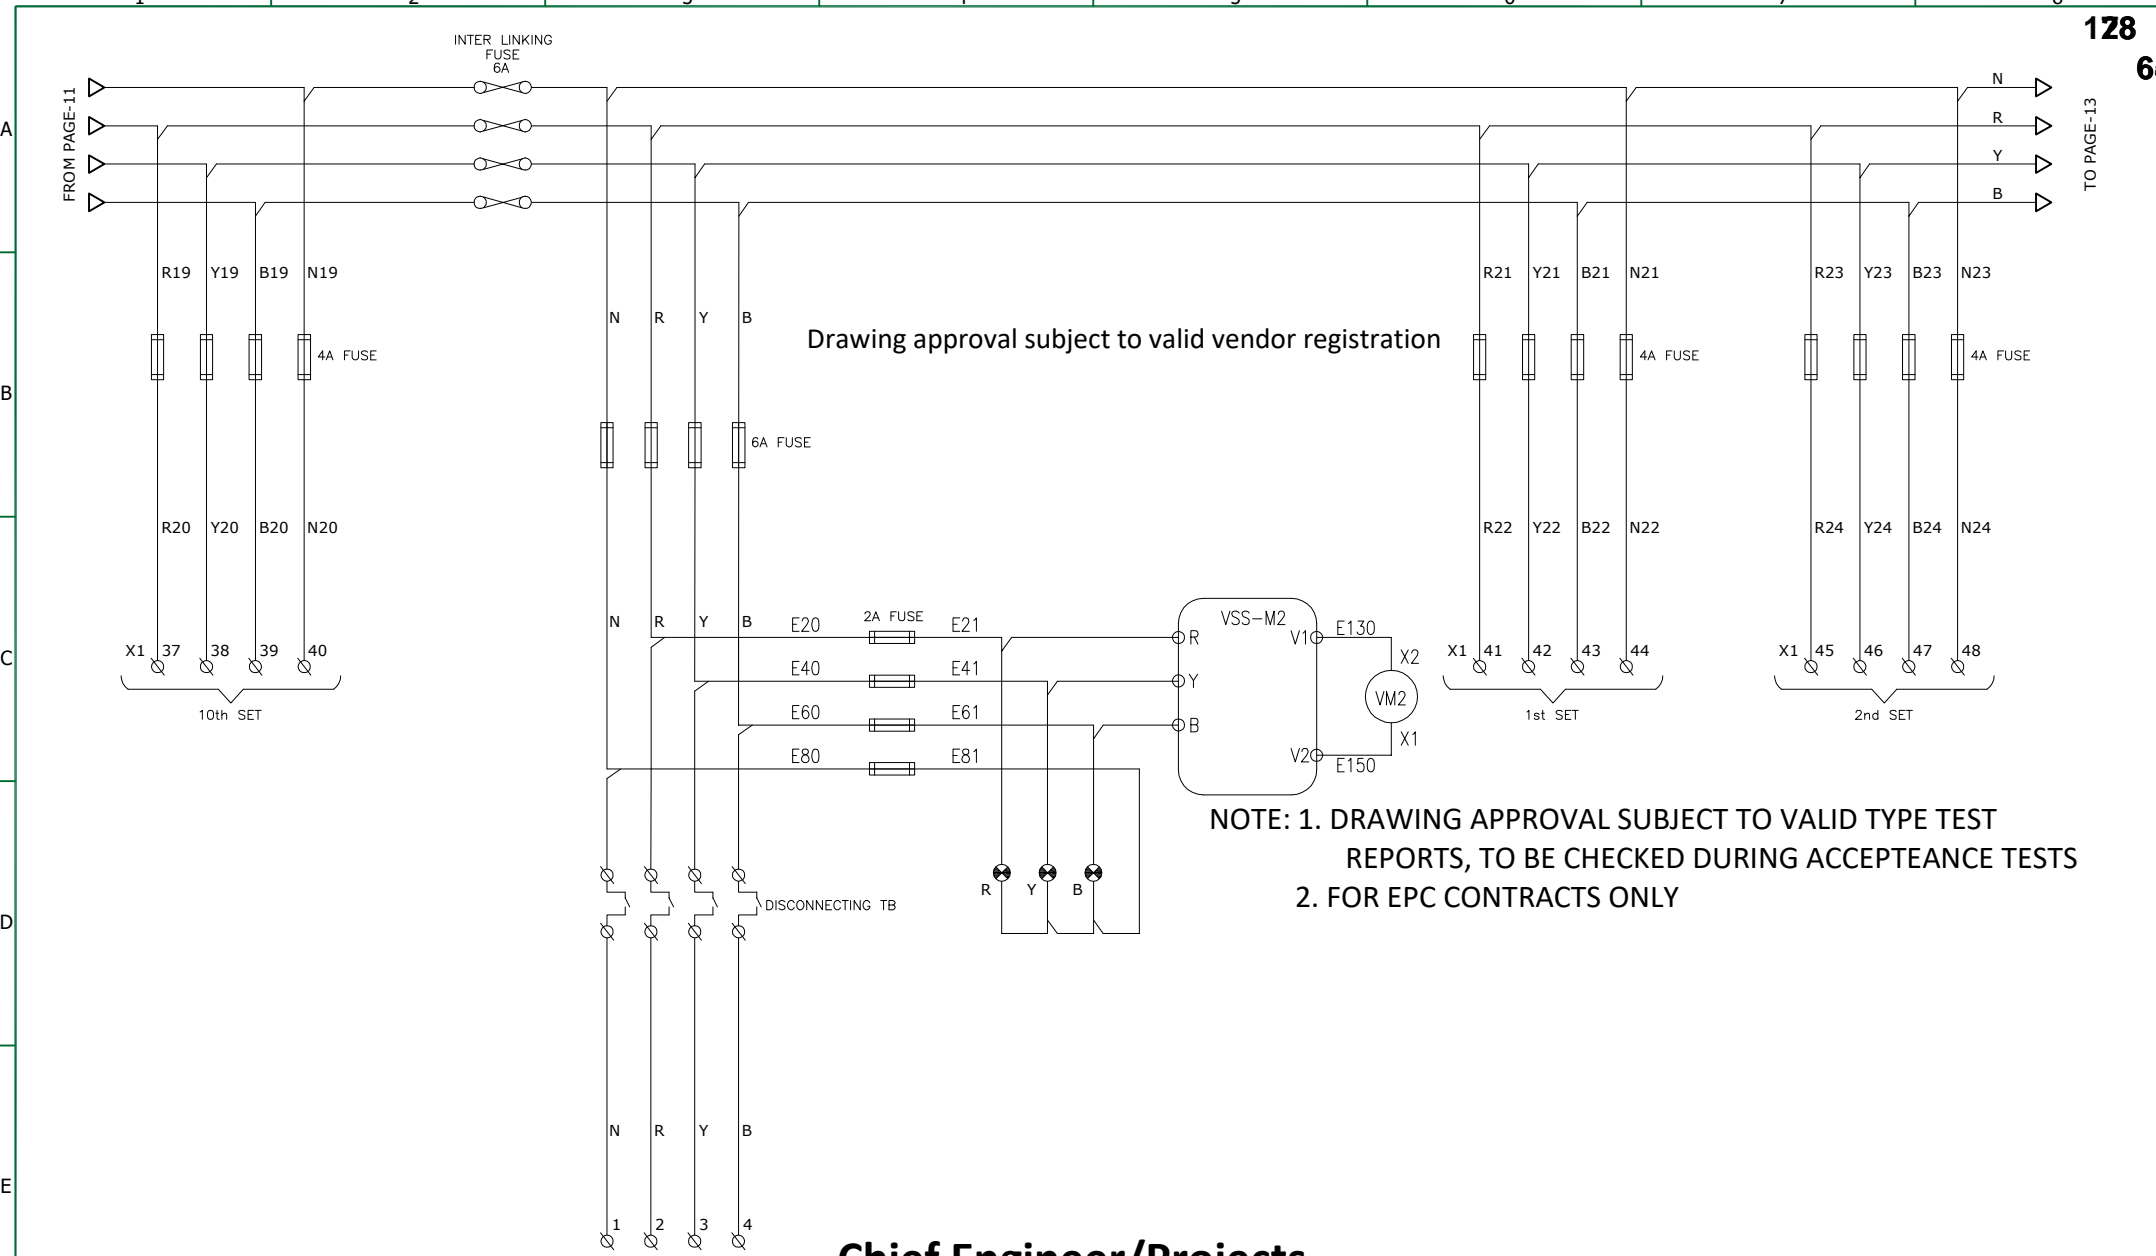 128
INTER LINKING
FUSE
6A
FROM PAGE-11
N
R
Y
B
TO PAGE-13
A
R19 Y19 B19 N19
R21 Y21 B21 N21
R23 Y23 B23 N23
N R Y B
Drawing approval subject to valid vendor registration
4A FUSE
4A FUSE
4A FUSE
B
6A FUSE
R20 Y20 B20 N20
R22 Y22 B22 N22
R24 Y24 B24 N24
N R Y B
E20 2A FUSE E21
E40 E41
E60 E61
E80 E81
VSS-M2
R
Y
B
V1
V2
E130
X2
VM2
X1
E150
C
X1 37 38 39 40
10th SET
X1 41 42 43 44
1st SET
X1 45 46 47 48
2nd SET
NOTE: 1. DRAWING APPROVAL SUBJECT TO VALID TYPE TEST
REPORTS, TO BE CHECKED DURING ACCEPTEANCE TESTS
2. FOR EPC CONTRACTS ONLY
R Y B
DISCONNECTING TB
D
N R Y B
E
1 2 3 4
Chief Engineer/Projects